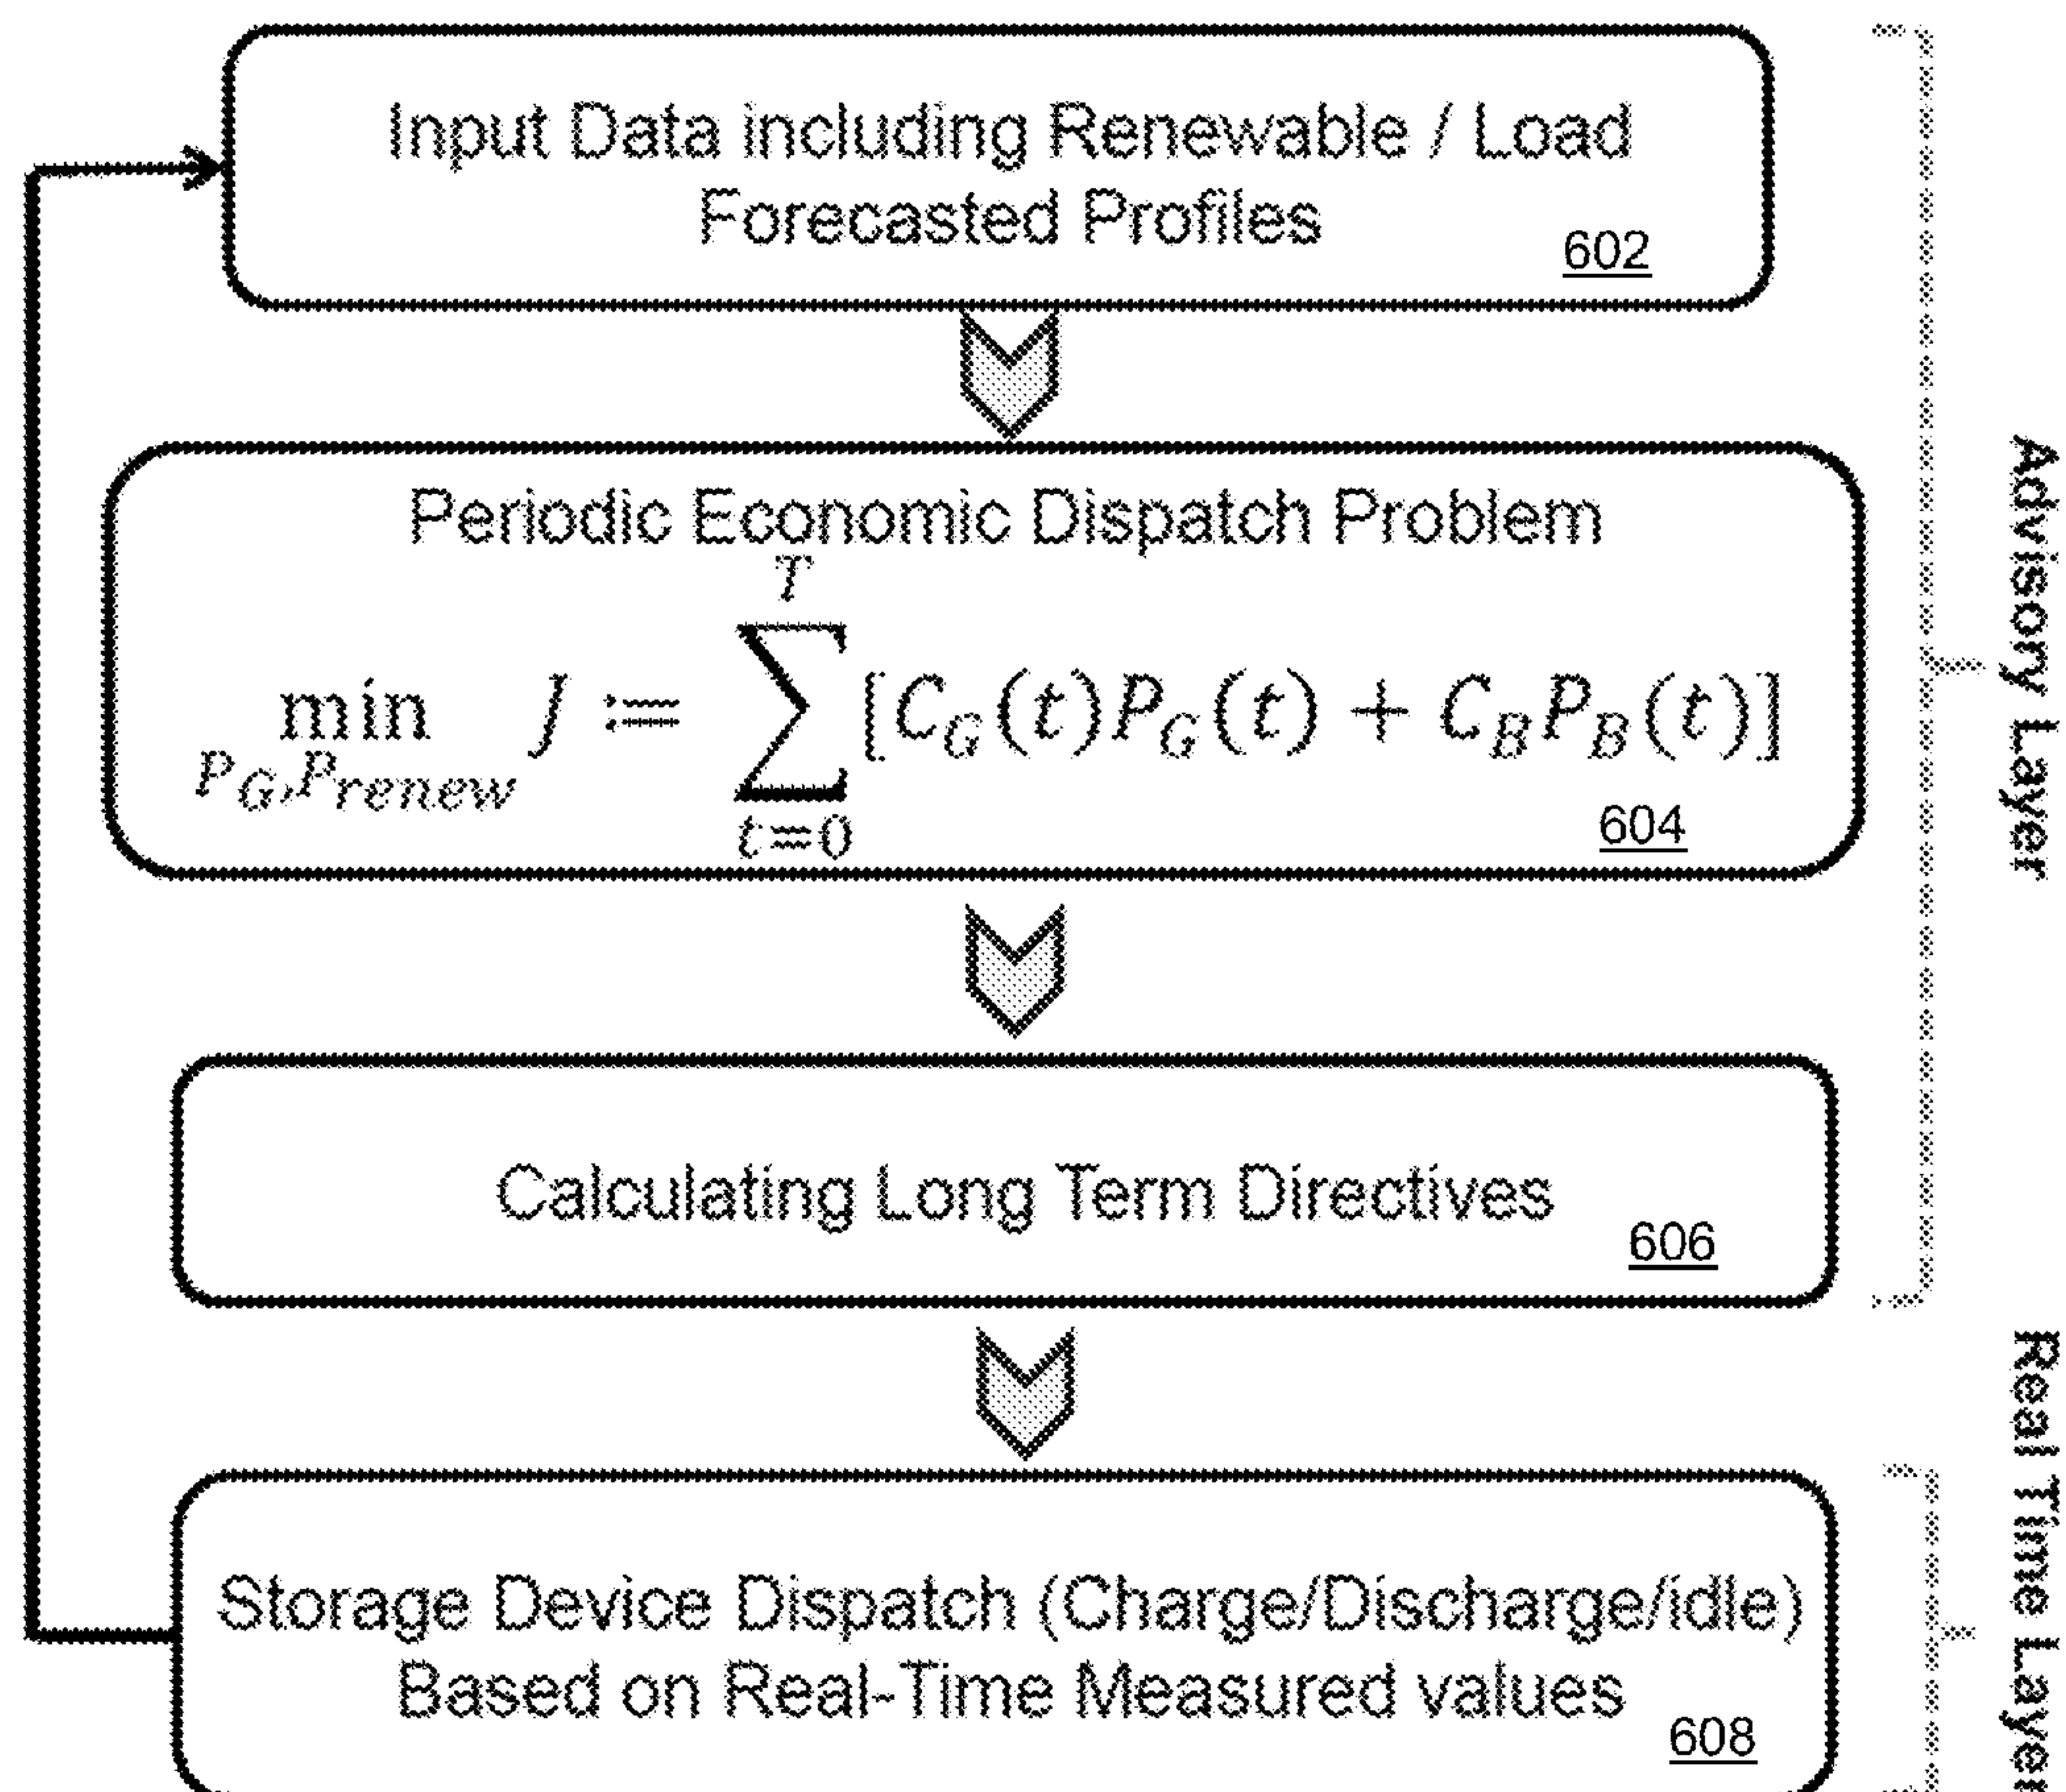 Input Data including Renewable / Load
Forecasted Profiles
602
Periodic Economic Dispatch Problem
T
min J := ∑ [C_G(t)P_G(t) + C_B P_B(t)]
P_G,P_renew
t=0
604
Calculating Long Term Directives
606
Storage Device Dispatch (Charge/Discharge/idle)
Based on Real-Time Measured values
608
Advisory Layer
Real Time Layer